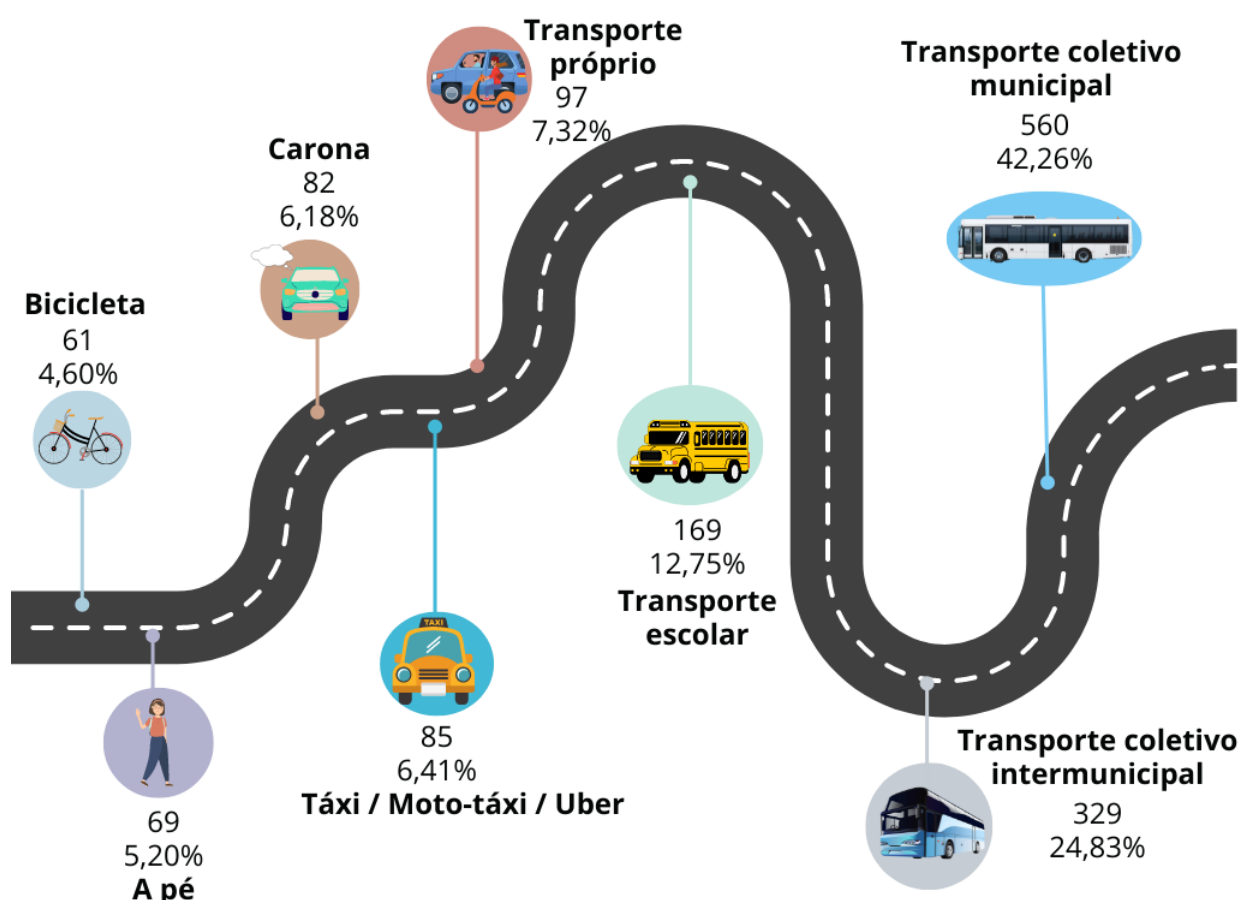 Bicicleta
61
4,60%
69
5,20%
A pé
Carona
82
6,18%
TAXI
85
6,41%
Táxi / Moto-táxi / Uber
Transporte
próprio
97
7,32%
169
12,75%
Transporte
escolar
Transporte coletivo
intermunicipal
329
24,83%
Transporte coletivo
municipal
560
42,26%